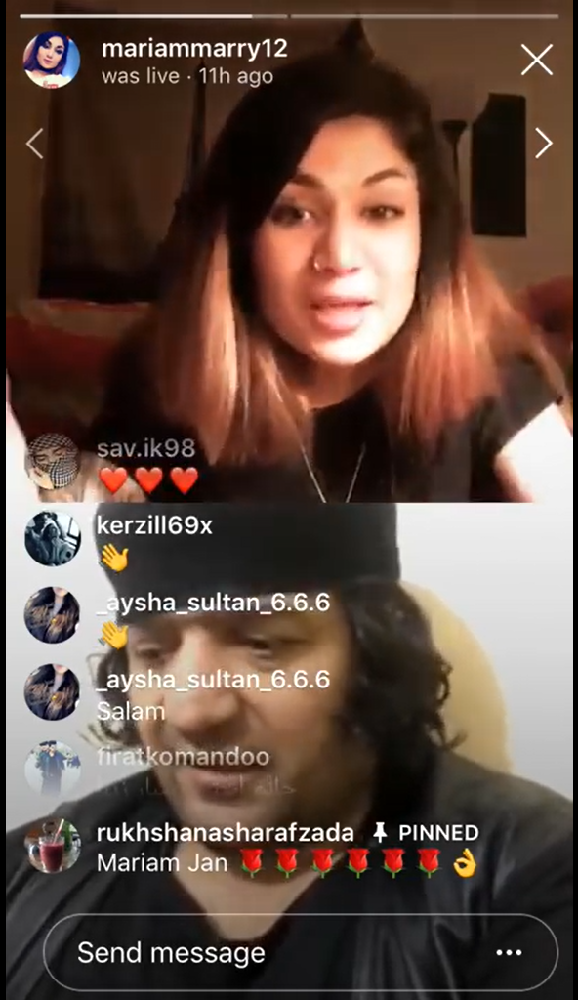 mariammarry12
was live · 11h ago
sav.ik98
❤️❤️❤️
kerzill69x
👋
_aysha_sultan_6.6.6
👋
_aysha_sultan_6.6.6
Salam
firatkomandoo
rukhshanasharafzada 📌 PINNED
Mariam Jan 🌹🌹🌹🌹🌹🌹👌
Send message